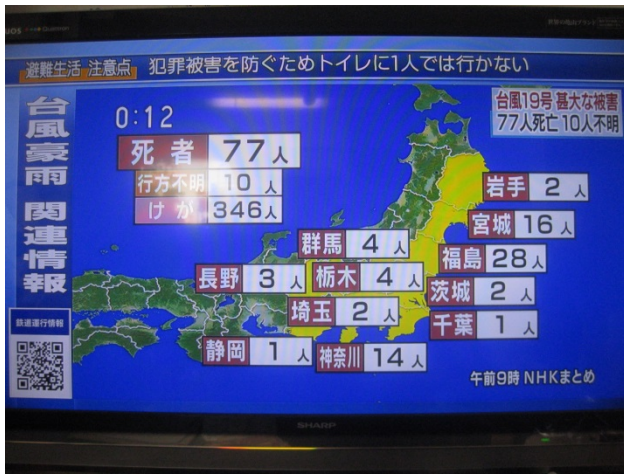 避難生活 注意点 犯罪被害を防ぐためトイレに1人では行かない
台風豪雨 関連情報
0:12
台風19号 甚大な被害
77人死亡 10人不明
死者 77人
行方不明 10人
けが 346人
岩手 2人
宮城 16人
群馬 4人
福島 28人
長野 3人
栃木 4人
茨城 2人
埼玉 2人
千葉 1人
静岡 1人
神奈川 14人
鉄道運行情報
午前9時 NHKまとめ
SHARP